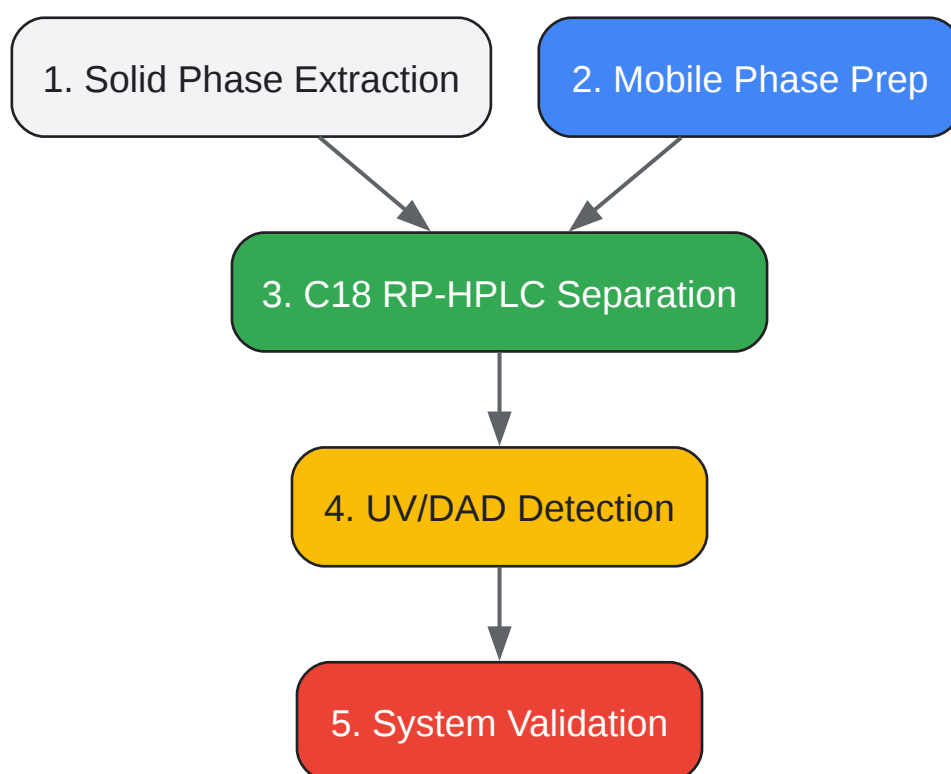 1. Solid Phase Extraction
2. Mobile Phase Prep
3. C18 RP-HPLC Separation
4. UV/DAD Detection
5. System Validation